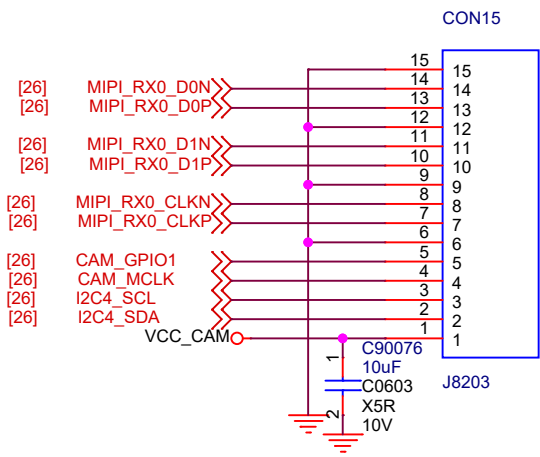 CON15
15 15
[26] MIPI_RX0_D0N 14 14
[26] MIPI_RX0_D0P 13 13
12 12
[26] MIPI_RX0_D1N 11 11
[26] MIPI_RX0_D1P 10 10
9 9
[26] MIPI_RX0_CLKN 8 8
[26] MIPI_RX0_CLKP 7 7
6 6
[26] CAM_GPIO1 5 5
[26] CAM_MCLK 4 4
[26] I2C4_SCL 3 3
[26] I2C4_SDA 2 2
VCC_CAM 1 1
1 C90076
10uF
C0603 J8203
X5R
2 10V